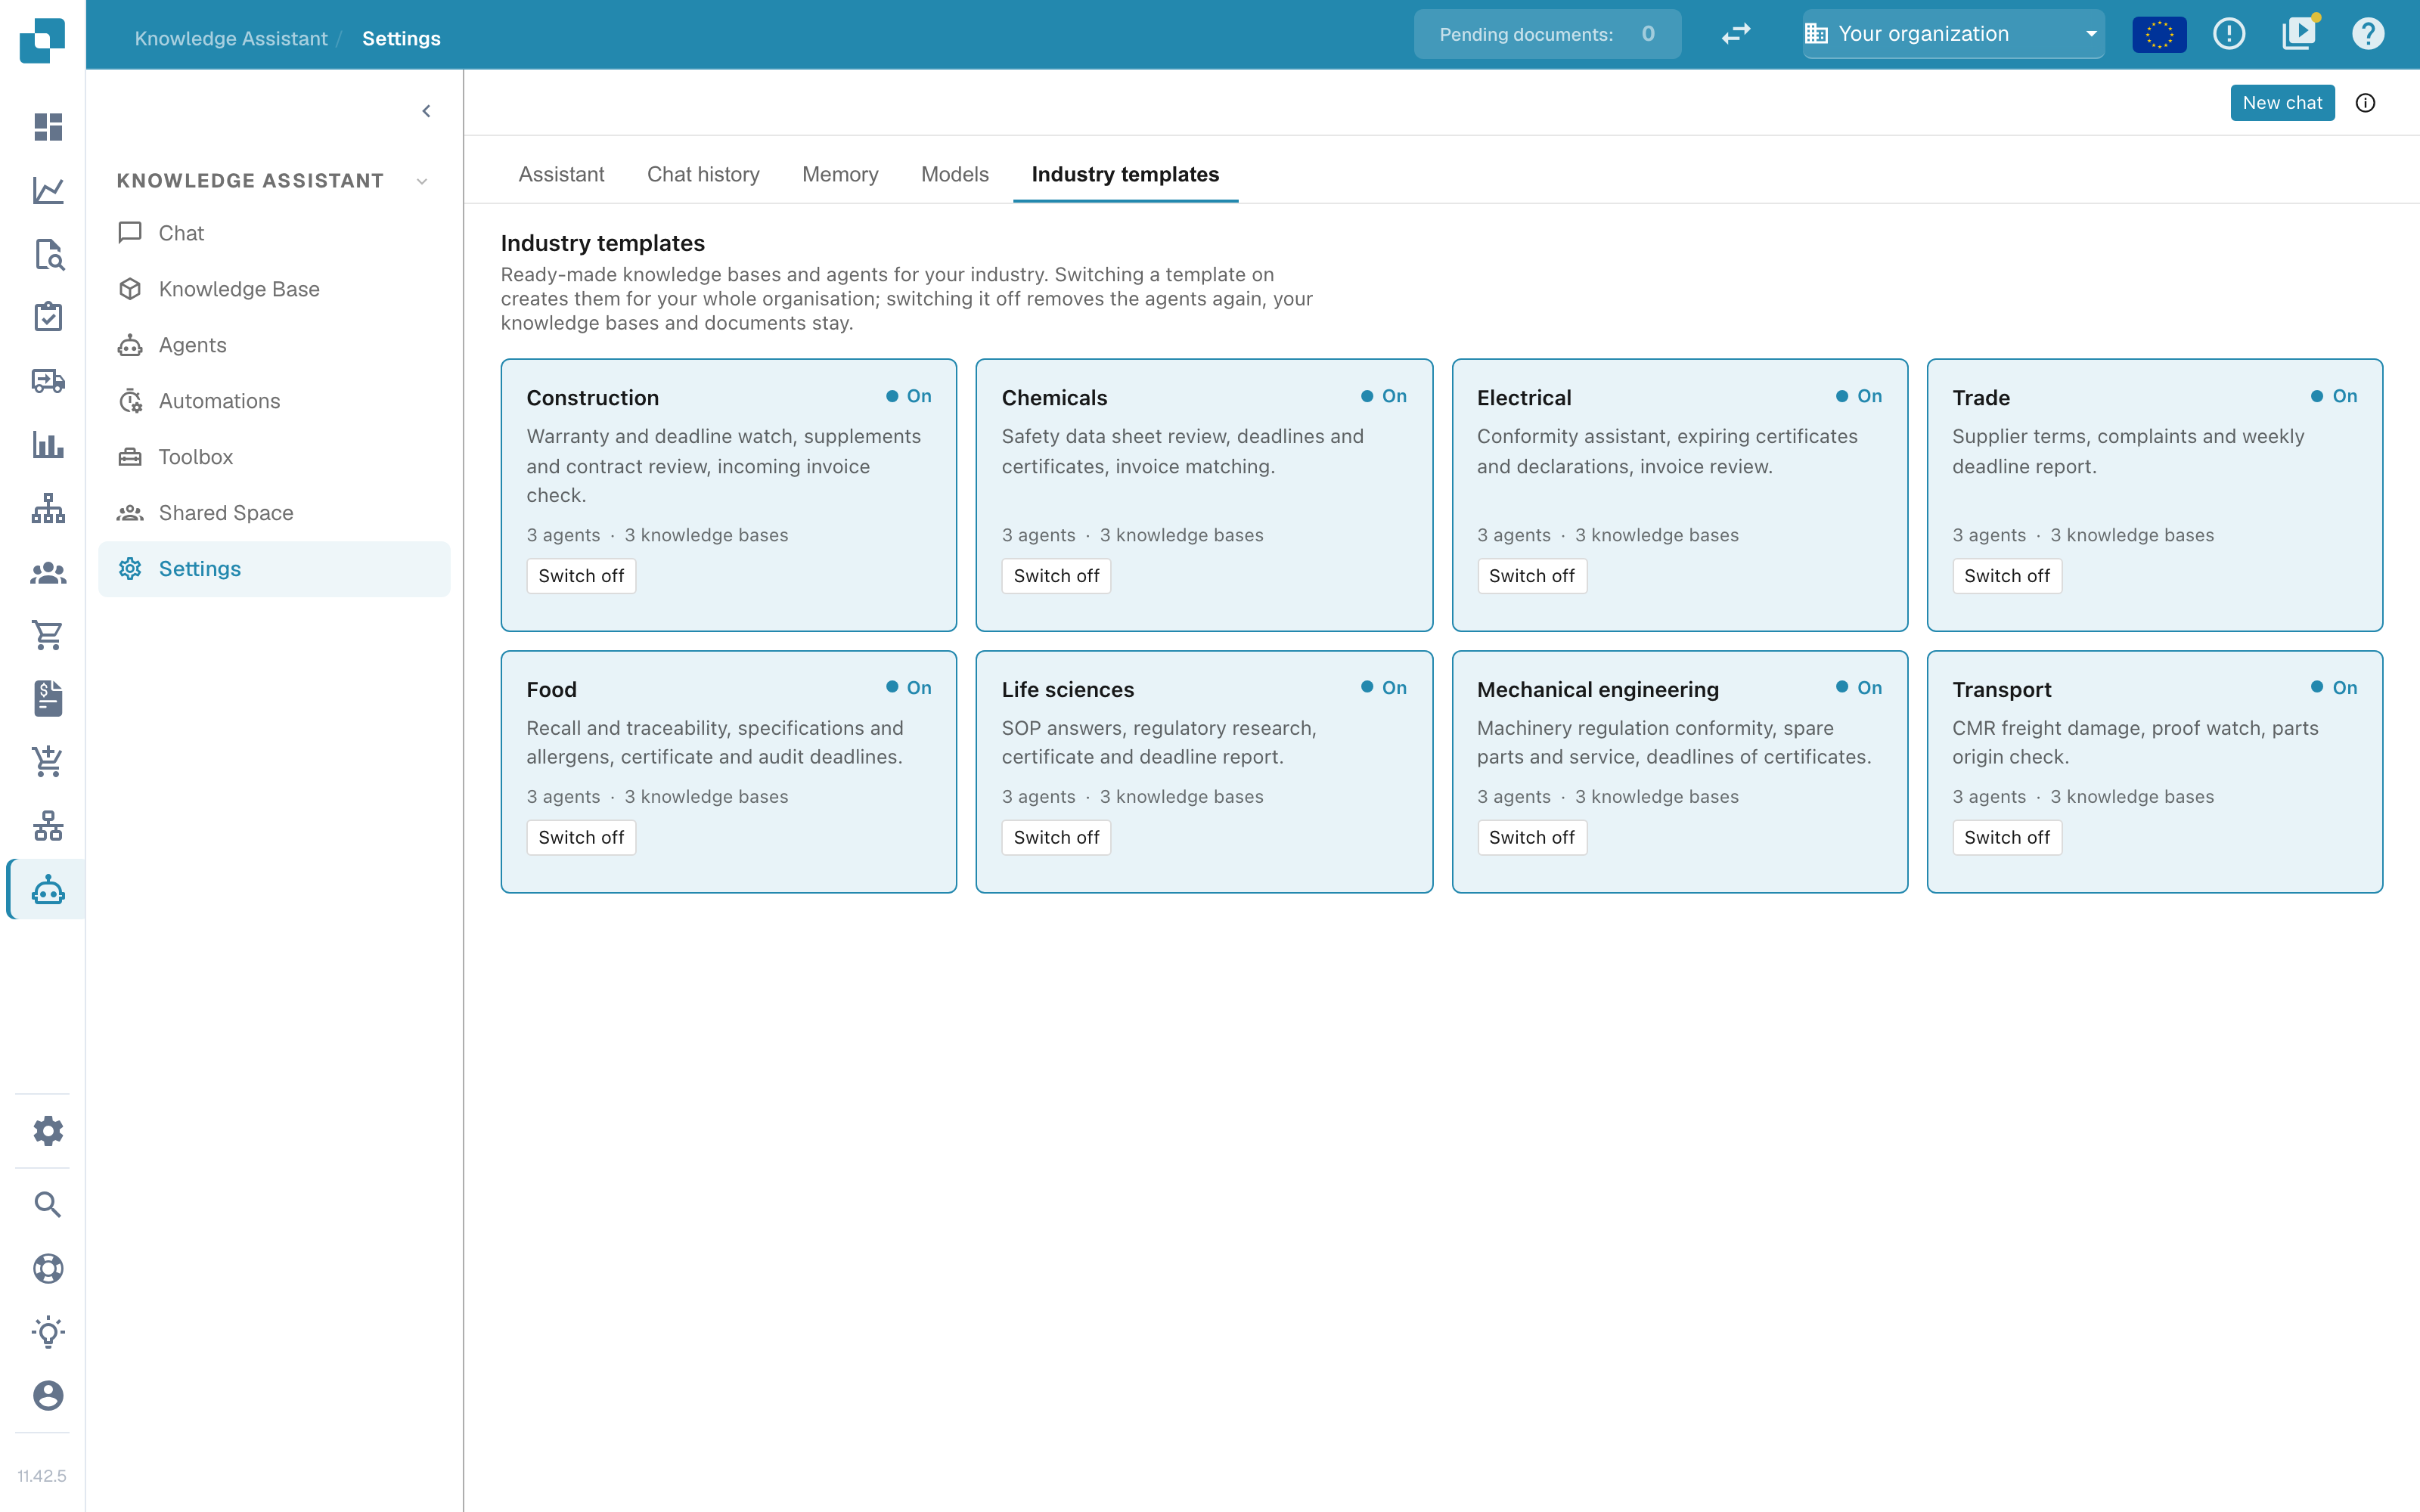 Knowledge Assistant / Settings
Pending documents: 0
Your organization
New chat
KNOWLEDGE ASSISTANT
Chat
Knowledge Base
Agents
Automations
Toolbox
Shared Space
Settings
Assistant
Chat history
Memory
Models
Industry templates
Industry templates
Ready-made knowledge bases and agents for your industry. Switching a template on
creates them for your whole organisation; switching it off removes the agents again, your
knowledge bases and documents stay.
Construction
On
Warranty and deadline watch, supplements
and contract review, incoming invoice
check.
3 agents · 3 knowledge bases
Switch off
Chemicals
On
Safety data sheet review, deadlines and
certificates, invoice matching.
3 agents · 3 knowledge bases
Switch off
Electrical
On
Conformity assistant, expiring certificates
and declarations, invoice review.
3 agents · 3 knowledge bases
Switch off
Trade
On
Supplier terms, complaints and weekly
deadline report.
3 agents · 3 knowledge bases
Switch off
Food
On
Recall and traceability, specifications and
allergens, certificate and audit deadlines.
3 agents · 3 knowledge bases
Switch off
Life sciences
On
SOP answers, regulatory research,
certificate and deadline report.
3 agents · 3 knowledge bases
Switch off
Mechanical engineering
On
Machinery regulation conformity, spare
parts and service, deadlines of certificates.
3 agents · 3 knowledge bases
Switch off
Transport
On
CMR freight damage, proof watch, parts
origin check.
3 agents · 3 knowledge bases
Switch off
11.42.5